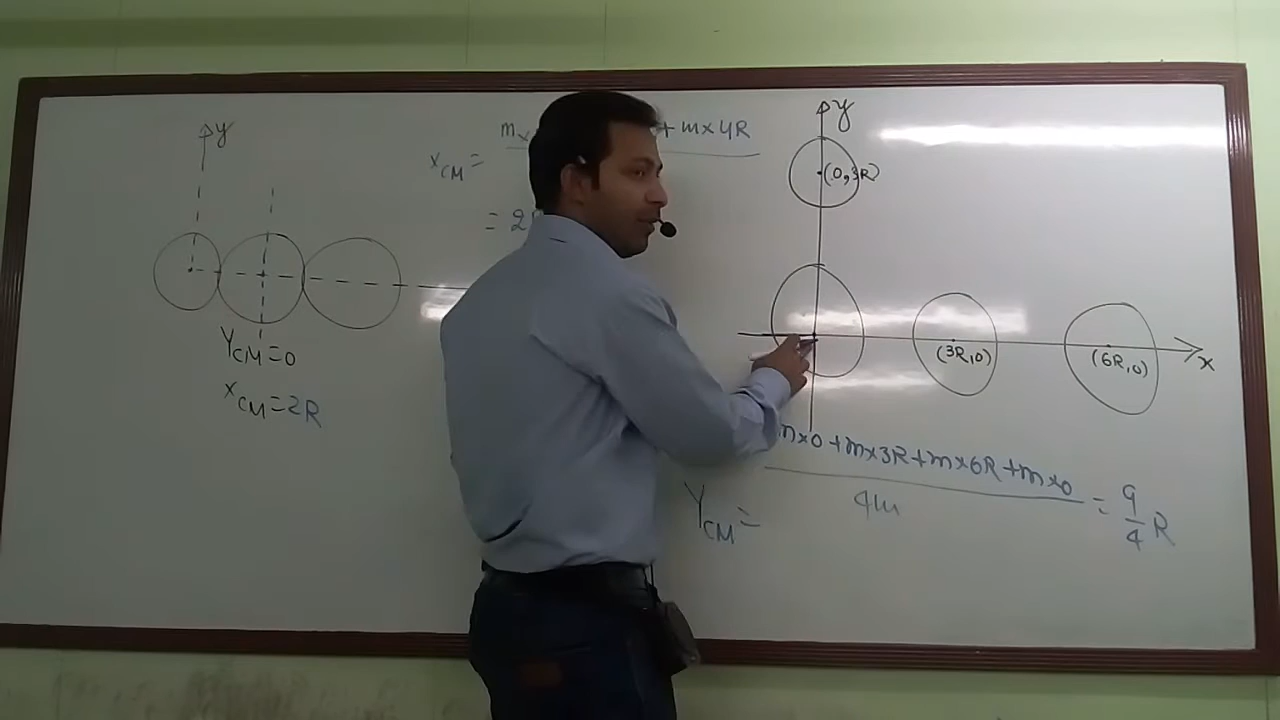 y
Y_CM=0
x_CM=2R
x_CM= m× + m×4R
= 2
y
(0,3R)
(3R,0)
(6R,0)
x
m×0+m×3R+m×6R+m×0 / 4m = 9/4 R
Y_CM=